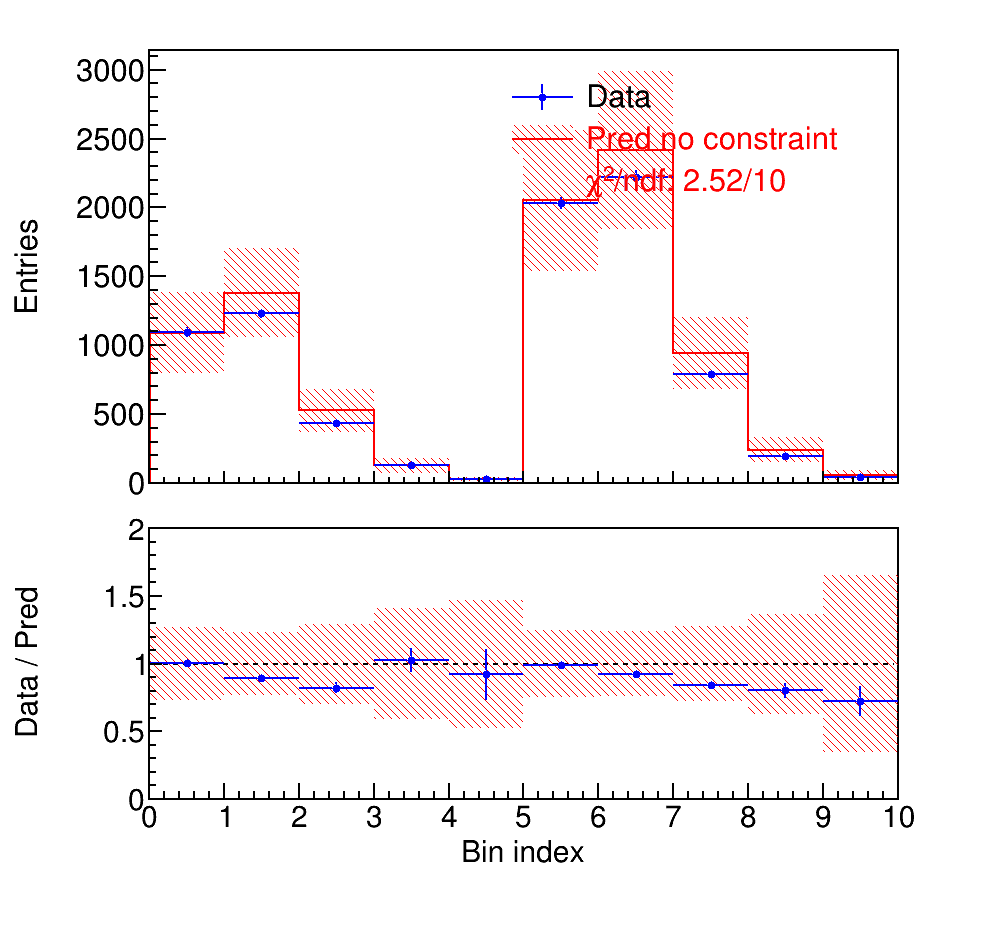 3000
2500
2000
1500
1000
500
0
Entries
Data
Pred no constraint
χ²/ndf: 2.52/10
2
1.5
1
0.5
0
Data / Pred
0 1 2 3 4 5 6 7 8 9 10
Bin index